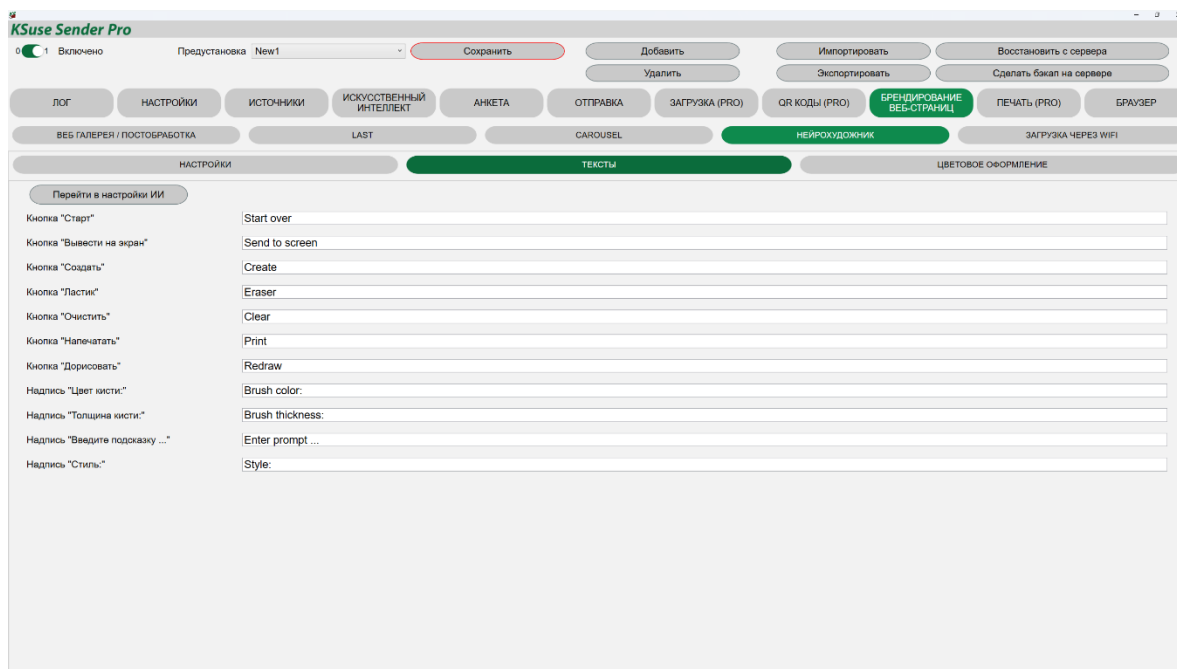 KSuse Sender Pro
0 1 Включено Предустановка New1 Сохранить Добавить Импортировать Восстановить с сервера
Удалить Экспортировать Сделать бэкап на сервере
ЛОГ НАСТРОЙКИ ИСТОЧНИКИ ИСКУССТВЕННЫЙ ИНТЕЛЛЕКТ АНКЕТА ОТПРАВКА ЗАГРУЗКА (PRO) QR КОДЫ (PRO) БРЕНДИРОВАНИЕ ВЕБ-СТРАНИЦ ПЕЧАТЬ (PRO) БРАУЗЕР
ВЕБ ГАЛЕРЕЯ / ПОСТОБРАБОТКА LAST CAROUSEL НЕЙРОХУДОЖНИК ЗАГРУЗКА ЧЕРЕЗ WIFI
НАСТРОЙКИ ТЕКСТЫ ЦВЕТОВОЕ ОФОРМЛЕНИЕ
Перейти в настройки ИИ
Кнопка "Старт" Start over
Кнопка "Вывести на экран" Send to screen
Кнопка "Создать" Create
Кнопка "Ластик" Eraser
Кнопка "Очистить" Clear
Кнопка "Напечатать" Print
Кнопка "Дорисовать" Redraw
Надпись "Цвет кисти:" Brush color:
Надпись "Толщина кисти:" Brush thickness:
Надпись "Введите подсказку ..." Enter prompt ...
Надпись "Стиль:" Style: